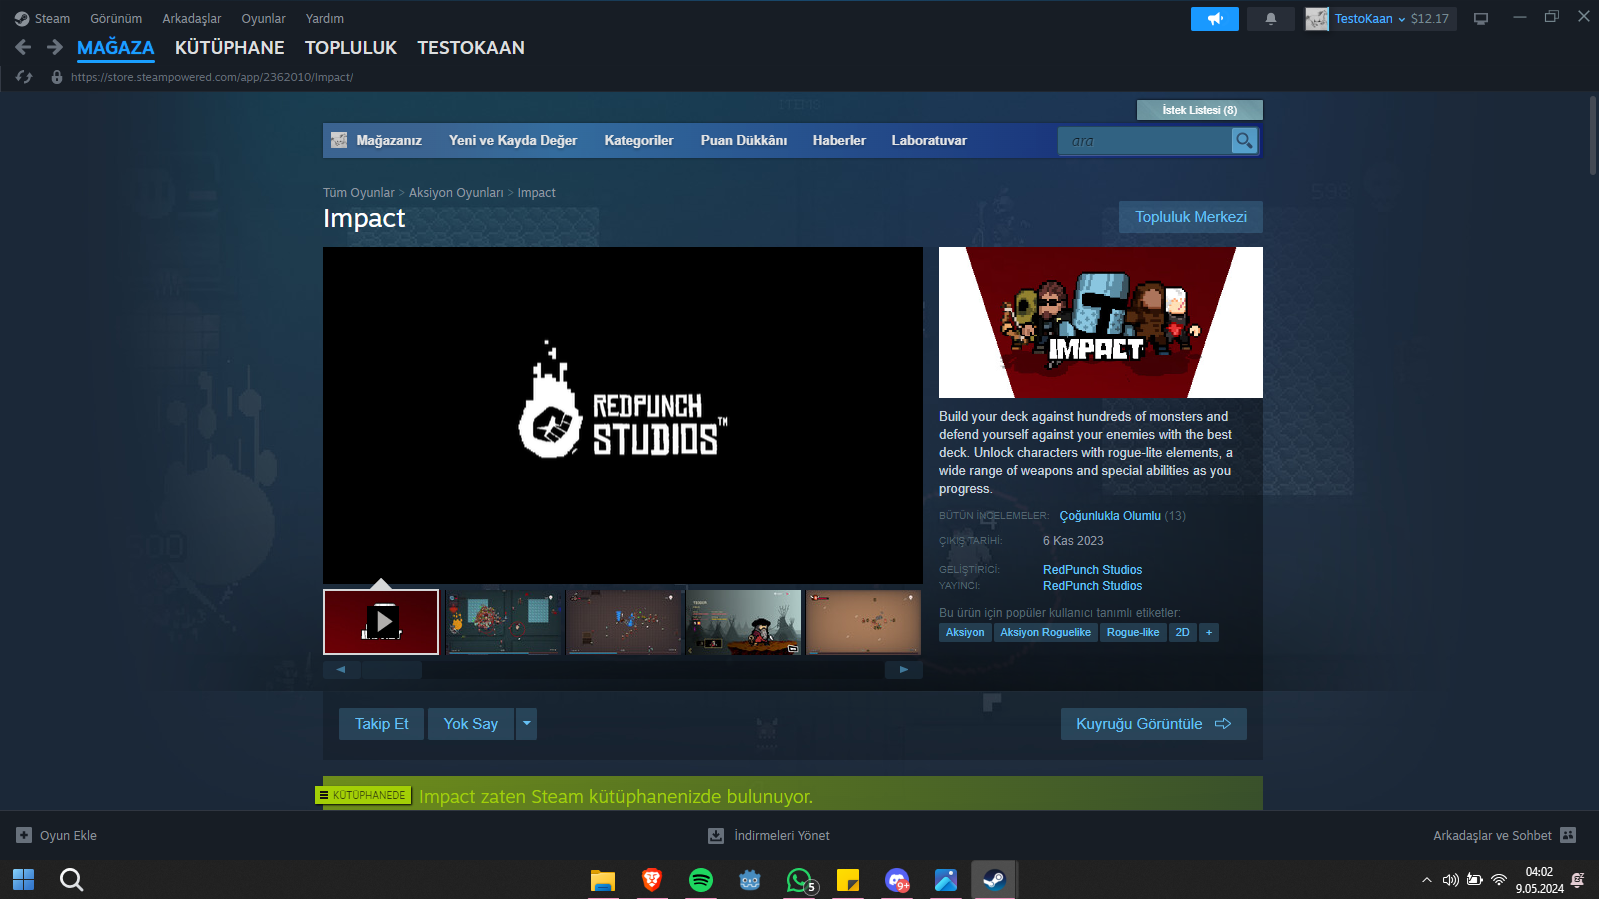 Steam Görünüm Arkadaşlar Oyunlar Yardım
TestoKaan $12.17
MAĞAZA KÜTÜPHANE TOPLULUK TESTOKAAN
https://store.steampowered.com/app/2362010/Impact/
İstek Listesi (8)
Mağazanız Yeni ve Kayda Değer Kategoriler Puan Dükkânı Haberler Laboratuvar ara
Tüm Oyunlar > Aksiyon Oyunları > Impact
Impact
Topluluk Merkezi
REDPUNCH
STUDIOS™
IMPACT
Build your deck against hundreds of monsters and
defend yourself against your enemies with the best
deck. Unlock characters with rogue-lite elements, a
wide range of weapons and special abilities as you
progress.
BÜTÜN İNCELEMELER: Çoğunlukla Olumlu (13)
ÇIKIŞ TARİHİ: 6 Kas 2023
GELİŞTİRİCİ: RedPunch Studios
YAYINCI: RedPunch Studios
Bu ürün için popüler kullanıcı tanımlı etiketler:
Aksiyon Aksiyon Roguelike Rogue-like 2D +
Takip Et Yok Say Kuyruğu Görüntüle
KÜTÜPHANEDE Impact zaten Steam kütüphanenizde bulunuyor.
Oyun Ekle İndirmeleri Yönet Arkadaşlar ve Sohbet
5 9+
04:02
9.05.2024